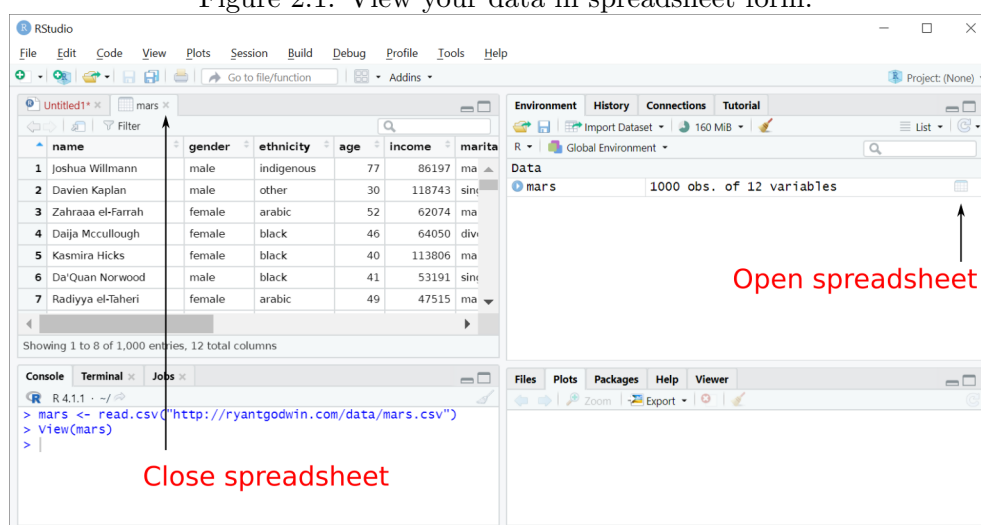 Figure 2.1: View your data in spreadsheet form.
RStudio
File Edit Code View Plots Session Build Debug Profile Tools Help
Go to file/function Addins Project: (None)
Untitled1* mars
Filter
name gender ethnicity age income marita
1 Joshua Willmann male indigenous 77 86197 ma
2 Davien Kaplan male other 30 118743 sing
3 Zahraaa el-Farrah female arabic 52 62074 ma
4 Daija Mccullough female black 46 64050 divo
5 Kasmira Hicks female black 40 113806 ma
6 Da'Quan Norwood male black 41 53191 sing
7 Radiyya el-Taheri female arabic 49 47515 ma
Showing 1 to 8 of 1,000 entries, 12 total columns
Console Terminal Jobs
R 4.1.1 · ~/
> mars <- read.csv("http://ryantgodwin.com/data/mars.csv")
> View(mars)
>
Close spreadsheet
Environment History Connections Tutorial
Import Dataset 160 MiB List
R Global Environment
Data
mars 1000 obs. of 12 variables
Open spreadsheet
Files Plots Packages Help Viewer
Zoom Export